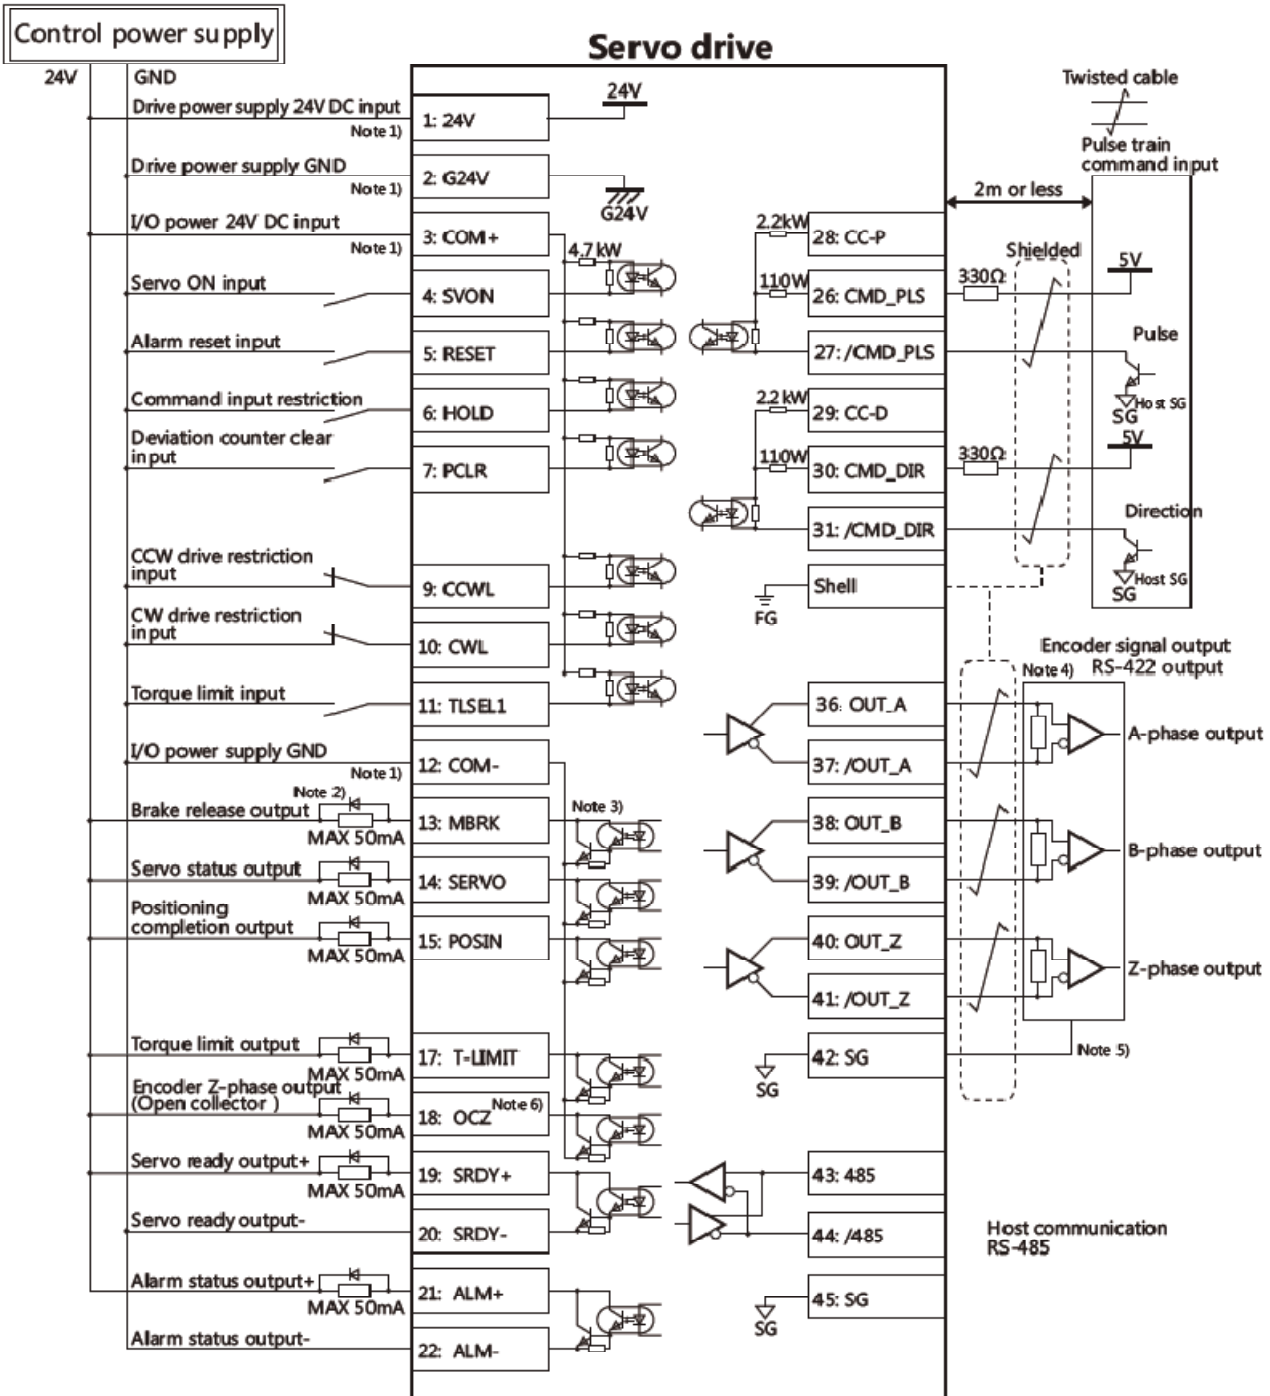 Control power supply
Servo drive
24V
GND
Drive power supply 24V DC input
Note 1)
1: 24V
24V
Drive power supply GND
Note 1)
2: G24V
G24V
I/O power 24V DC input
Note 1)
3: COM+
4.7 kW
Servo ON input
4: SVON
Alarm reset input
5: RESET
Command input restriction
6: HOLD
Deviation counter clear
input
7: PCLR
CCW drive restriction
input
9: CCWL
CW drive restriction
input
10: CWL
Torque limit input
11: TLSEL1
I/O power supply GND
Note 1)
12: COM-
Note 2)
Brake release output
MAX 50mA
13: MBRK
Note 3)
Servo status output
MAX 50mA
14: SERVO
Positioning
completion output
MAX 50mA
15: POSIN
Torque limit output
MAX 50mA
17: T-LIMIT
Encoder Z-phase output
(Open collector )
MAX 50mA
18: OCZ
Note 6)
Servo ready output+
MAX 50mA
19: SRDY+
Servo ready output-
20: SRDY-
Alarm status output+
MAX 50mA
21: ALM+
Alarm status output-
22: ALM-
Twisted cable
Pulse train
command input
2m or less
2.2kW
28: CC-P
Shielded
110W
26: CMD_PLS
330Ω
5V
27: /CMD_PLS
Pulse
Host SG
SG
2.2 kW
29: CC-D
5V
110W
30: CMD_DIR
330Ω
31: /CMD_DIR
Direction
Host SG
SG
Shell
FG
Encoder signal output
RS-422 output
Note 4)
36: OUT_A
37: /OUT_A
A-phase output
38: OUT_B
39: /OUT_B
B-phase output
40: OUT_Z
41: /OUT_Z
Z-phase output
42: SG
SG
Note 5)
43: 485
44: /485
Host communication
RS-485
45: SG
SG